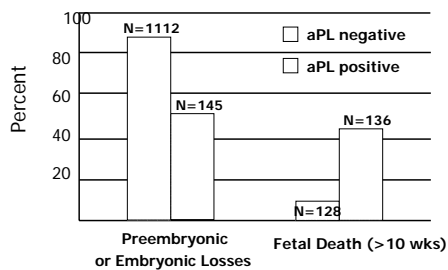 100
80
60
40
20
Percent
N=1112
N=145
N=128
N=136
aPL negative
aPL positive
Preembryonic
or Embryonic Losses
Fetal Death (>10 wks)